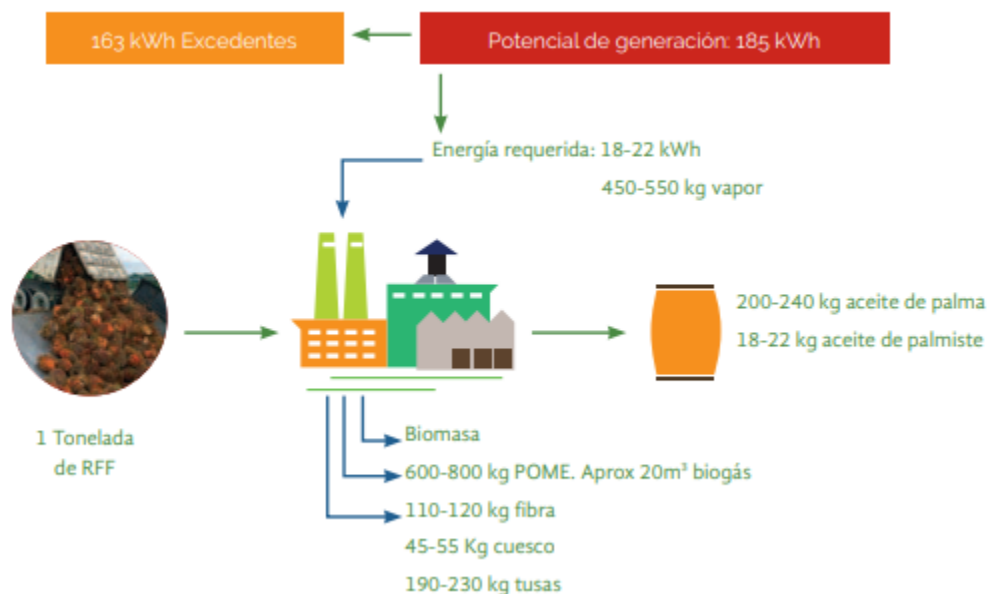 163 kWh Excedentes
Potencial de generación: 185 kWh
Energía requerida: 18-22 kWh
450-550 kg vapor
200-240 kg aceite de palma
18-22 kg aceite de palmiste
1 Tonelada
de RFF
Biomasa
600-800 kg POME. Aprox 20m³ biogás
110-120 kg fibra
45-55 Kg cuesco
190-230 kg tusas